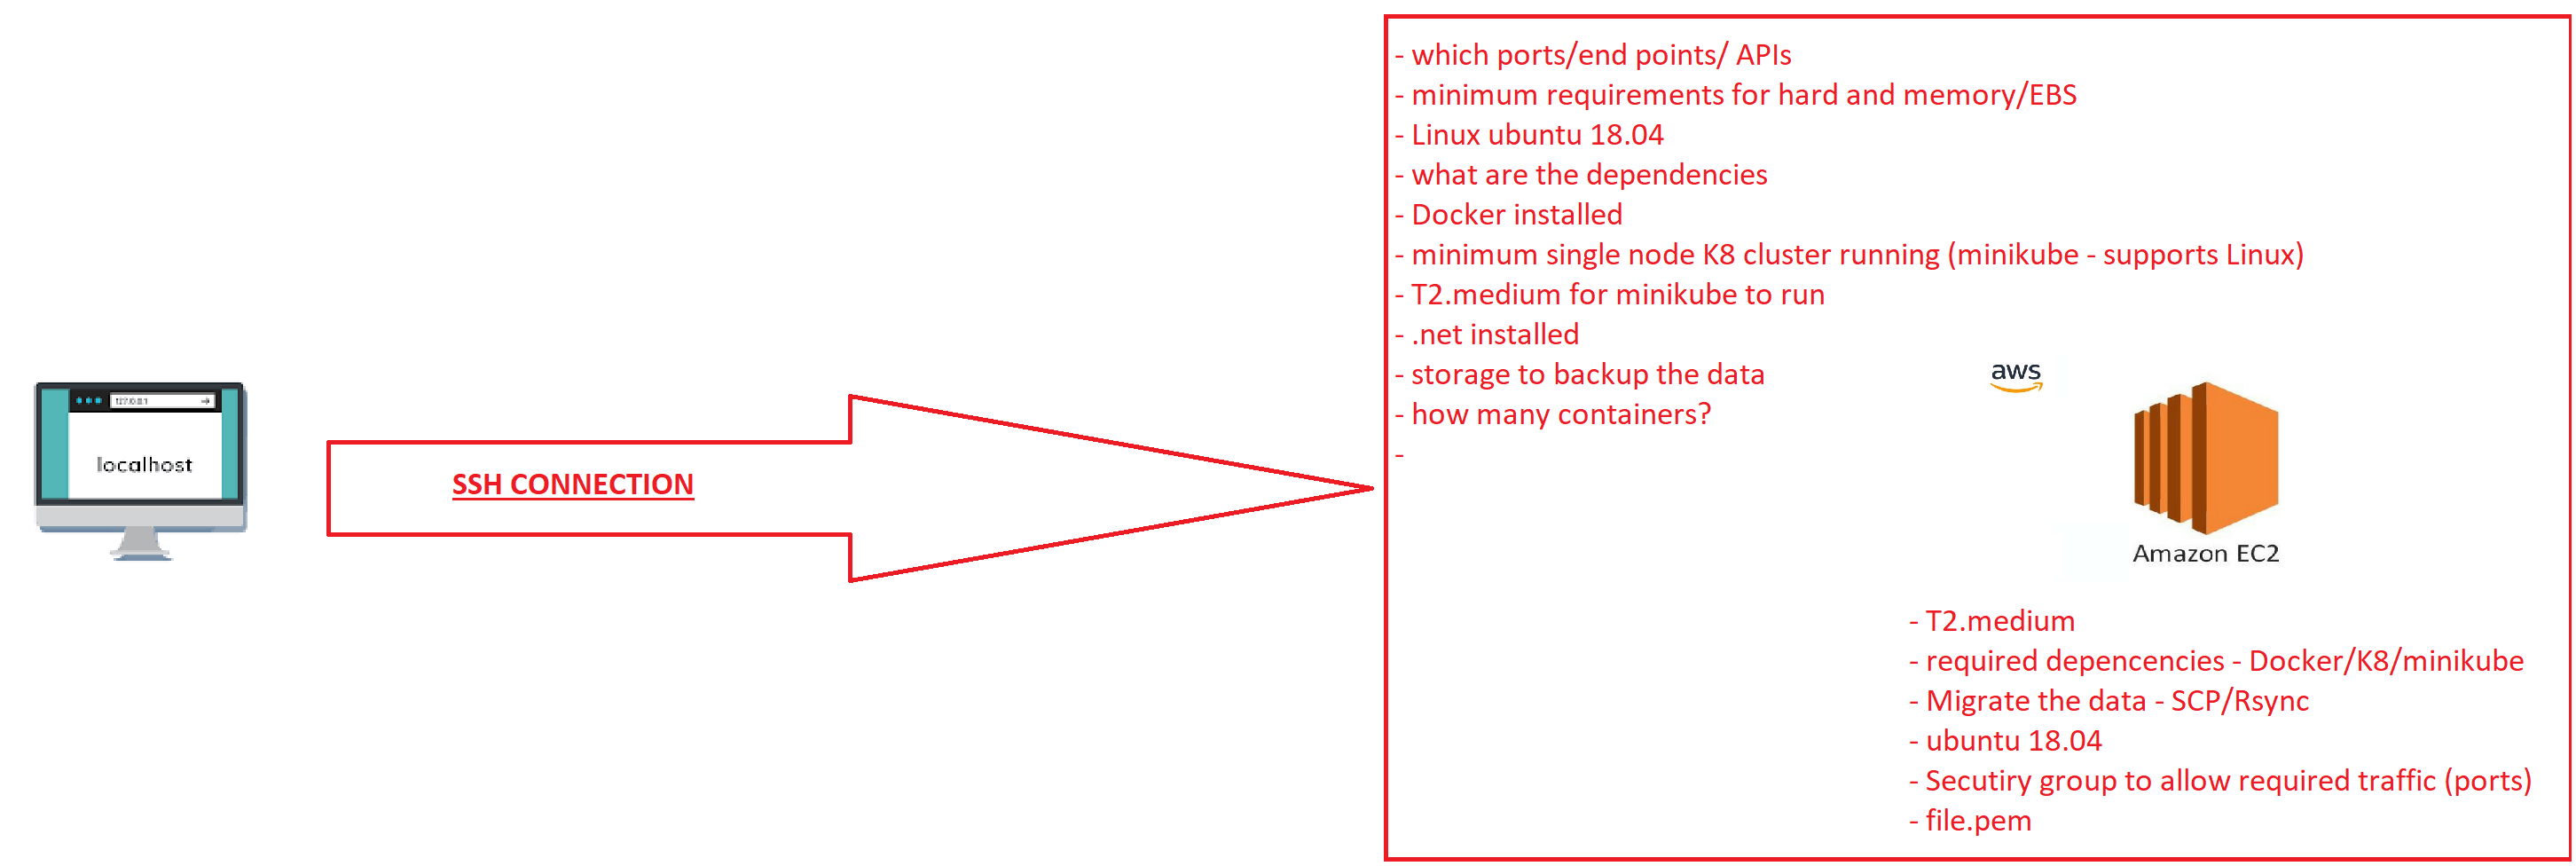 127.0.0.1
localhost
SSH CONNECTION
- which ports/end points/ APIs
- minimum requirements for hard and memory/EBS
- Linux ubuntu 18.04
- what are the dependencies
- Docker installed
- minimum single node K8 cluster running (minikube - supports Linux)
- T2.medium for minikube to run
- .net installed
- storage to backup the data
- how many containers?
-
aws
Amazon EC2
- T2.medium
- required depencencies - Docker/K8/minikube
- Migrate the data - SCP/Rsync
- ubuntu 18.04
- Secutiry group to allow required traffic (ports)
- file.pem